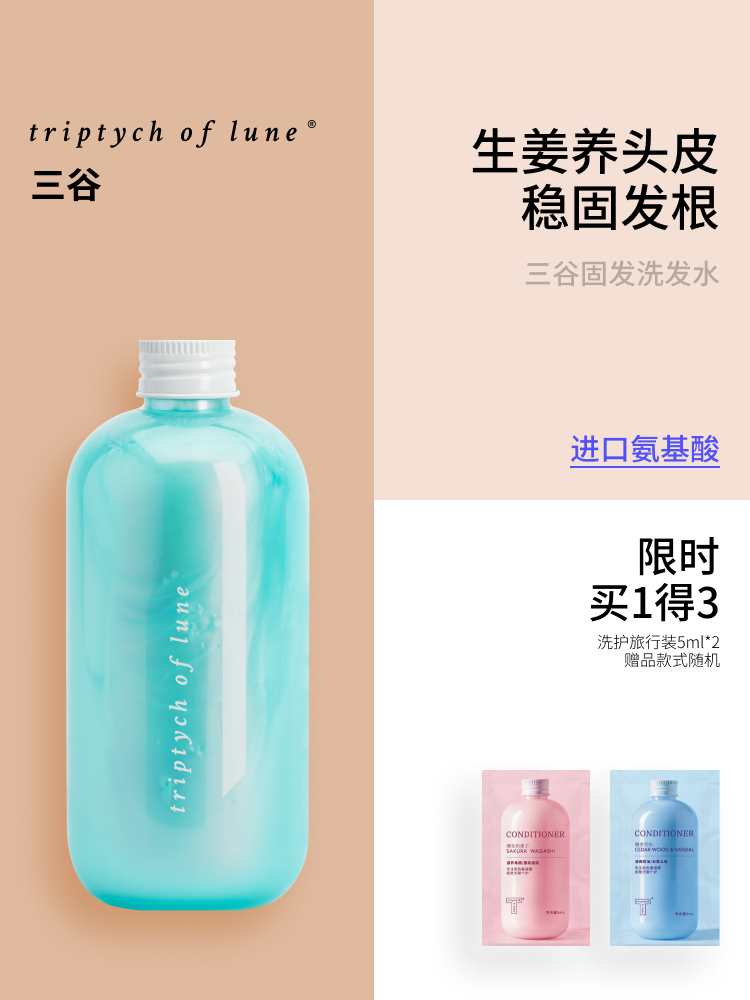 triptych of lune®
三谷
生姜养头皮
稳固发根
三谷固发洗发水
进口氨基酸
triptych of lune®
限时
买1得3
洗护旅行装5ml*2
赠品款式随机
CONDITIONER
SAKURA WAGASHI
CONDITIONER
CEDAR WOOD & SANDAL